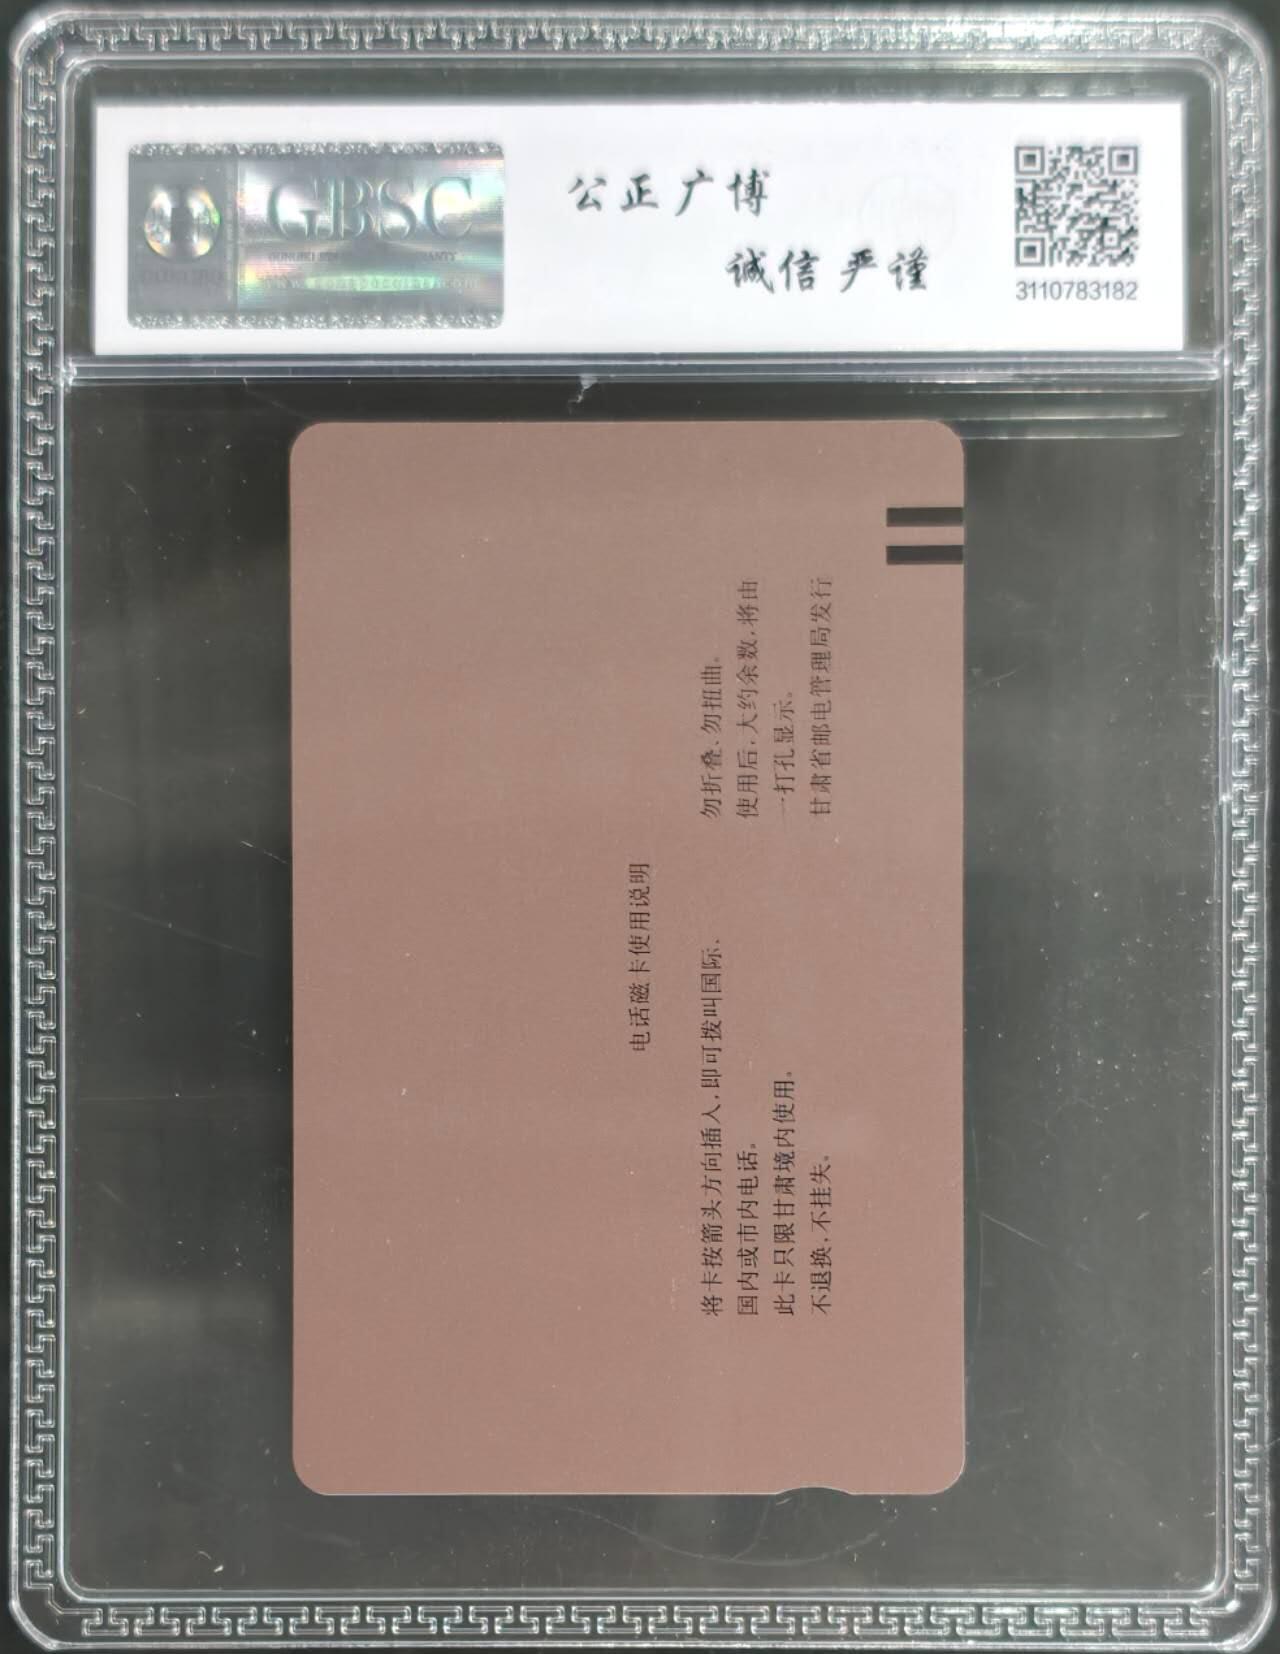 GBSC
公正广博
诚信严谨
3110783182
电话磁卡使用说明
将卡按箭头方向插入,即可拨叫国际、
国内或市内电话。
此卡只限甘肃境内使用。
不退换,不挂失。
勿折叠、勿扭曲。
使用后,大约余数,将由
一打孔显示。
甘肃省邮电管理局发行